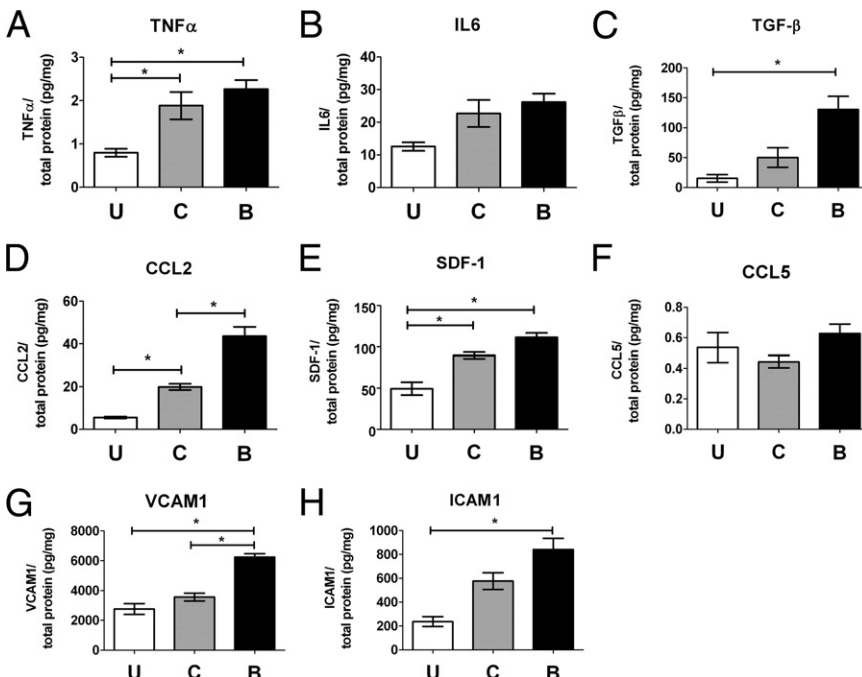 A
TNFα
TNFα/
total protein (pg/mg)
3
2
1
0
*
*
U C B
B
IL6
IL6/
total protein (pg/mg)
40
30
20
10
0
U C B
C
TGF-β
TGFβ/
total protein (pg/mg)
200
150
100
50
0
*
U C B
D
CCL2
CCL2/
total protein (pg/mg)
60
40
20
0
*
*
U C B
E
SDF-1
SDF-1/
total protein (pg/mg)
150
100
50
0
*
*
U C B
F
CCL5
CCL5/
total protein (pg/mg)
0.8
0.6
0.4
0.2
0.0
U C B
G
VCAM1
VCAM1/
total protein (pg/mg)
8000
6000
4000
2000
0
*
*
U C B
H
ICAM1
ICAM1/
total protein (pg/mg)
1000
800
600
400
200
0
*
U C B